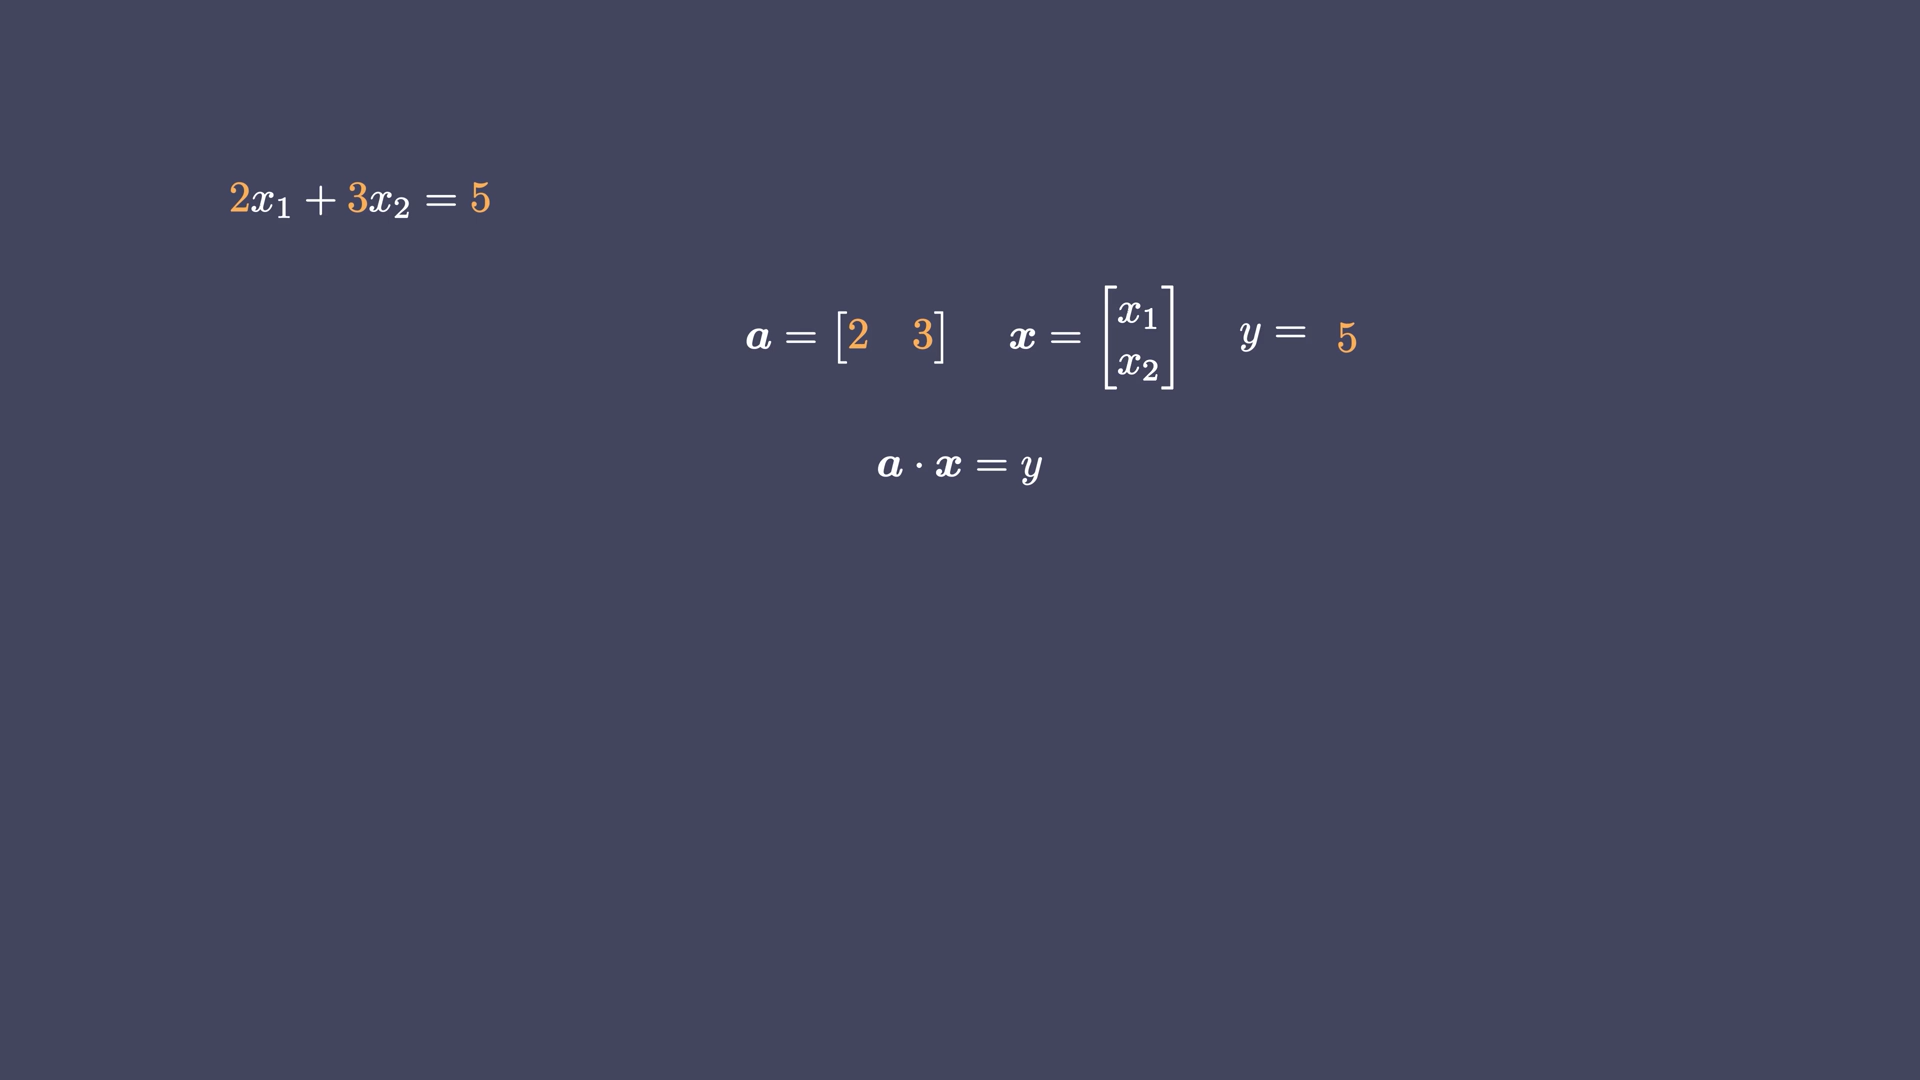 2x₁ + 3x₂ = 5
a = [2 3] x = [x₁ x₂] y = 5
a · x = y